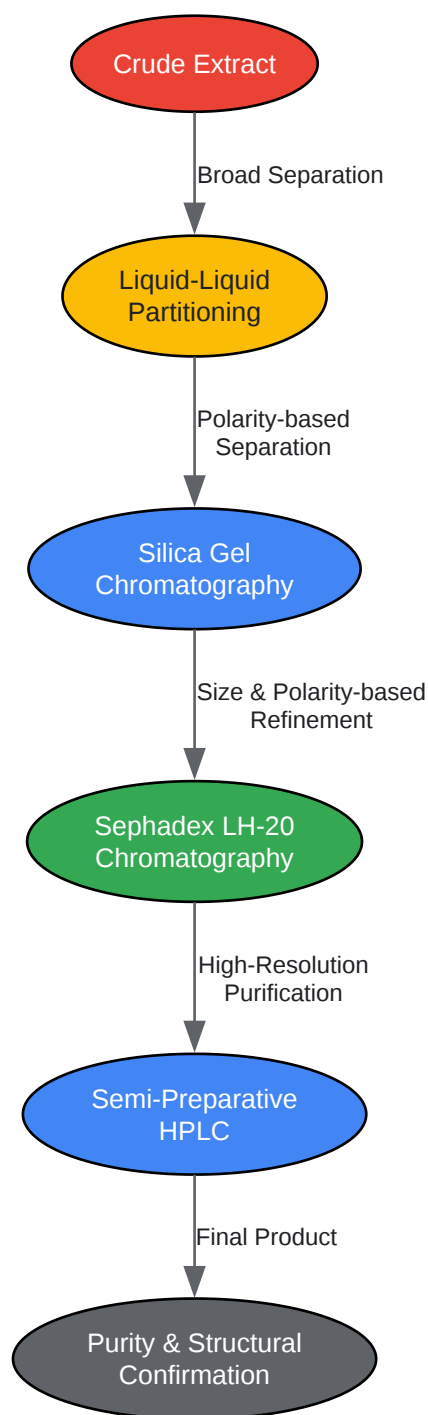 Crude Extract
Broad Separation
Liquid-Liquid
Partitioning
Polarity-based
Separation
Silica Gel
Chromatography
Size & Polarity-based
Refinement
Sephadex LH-20
Chromatography
High-Resolution
Purification
Semi-Preparative
HPLC
Final Product
Purity & Structural
Confirmation